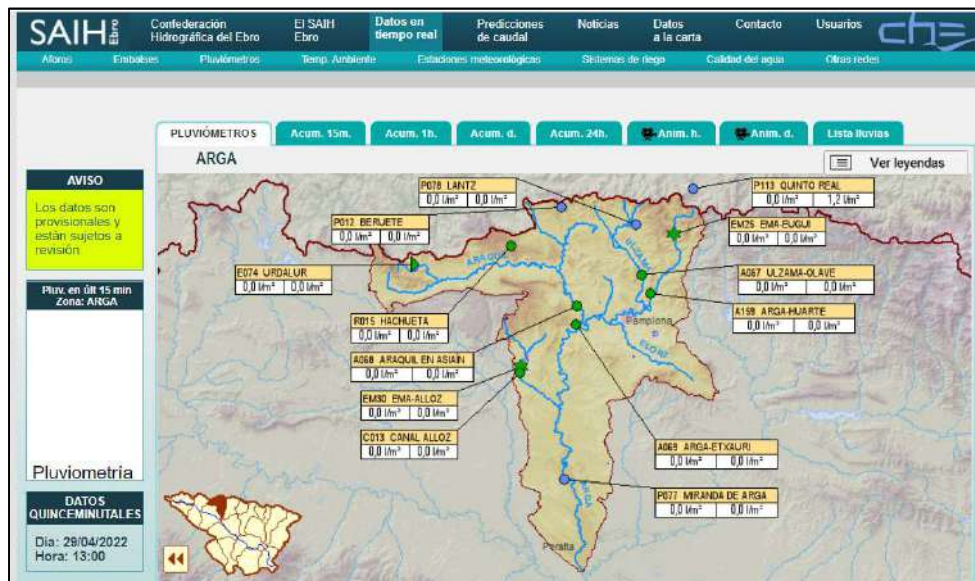 SAIH Ebro
Confederación Hidrográfica del Ebro
El SAIH Ebro
Datos en tiempo real
Predicciones de caudal
Noticias
Datos a la carta
Contacto
Usuarios
che
Aforos Embalses Pluviómetros Temp. Ambiente Estaciones meteorológicas Sistemas de riego Calidad del agua Otras redes
PLUVIÓMETROS Acum. 15m. Acum. 1h. Acum. d. Acum. 24h. Anim. h. Anim. d. Lista lluvias
ARGA
Ver leyendas
AVISO
Los datos son
provisionales y
están sujetos a
revisión
Pluv. en últ 15 min
Zona: ARGA
Pluviometría
DATOS
QUINCEMINUTALES
Dia: 29/04/2022
Hora: 13:00
P078 LANTZ
0,0 l/m² 0,0 l/m²
P113 QUINTO REAL
0,0 l/m² 1,2 l/m²
P012 BERUETE
0,0 l/m² 0,0 l/m²
EM25 EMA-EUGUI
0,0 l/m² 0,0 l/m²
E074 URDALUR
0,0 l/m² 0,0 l/m²
A067 ULZAMA-OLAVE
0,0 l/m² 0,0 l/m²
R015 HACHUETA
0,0 l/m² 0,0 l/m²
A159 ARGA-HUARTE
0,0 l/m² 0,0 l/m²
A068 ARAQUIL EN ASIAIN
0,0 l/m² 0,0 l/m²
EM30 EMA-ALLOZ
0,0 l/m² 0,0 l/m²
C013 CANAL ALLOZ
0,0 l/m² 0,0 l/m²
A069 ARGA-ETXAURI
0,0 l/m² 0,0 l/m²
P077 MIRANDA DE ARGA
0,0 l/m² 0,0 l/m²
ARAQUIL
ULZAMA
Pamplona
ELORZ
ARGA
Peralta